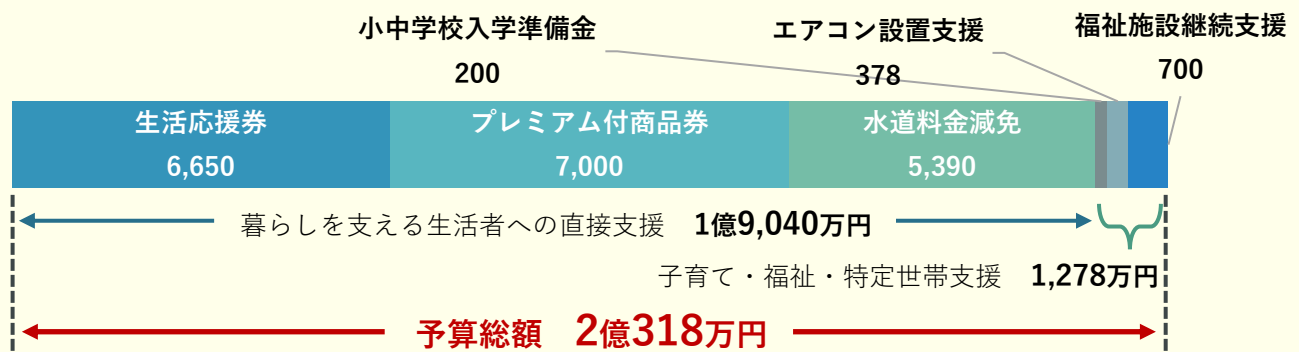 小中学校入学準備金
200
エアコン設置支援
378
福祉施設継続支援
700
生活応援券
6,650
プレミアム付商品券
7,000
水道料金減免
5,390
暮らしを支える生活者への直接支援 1億9,040万円
子育て・福祉・特定世帯支援 1,278万円
予算総額 2億318万円